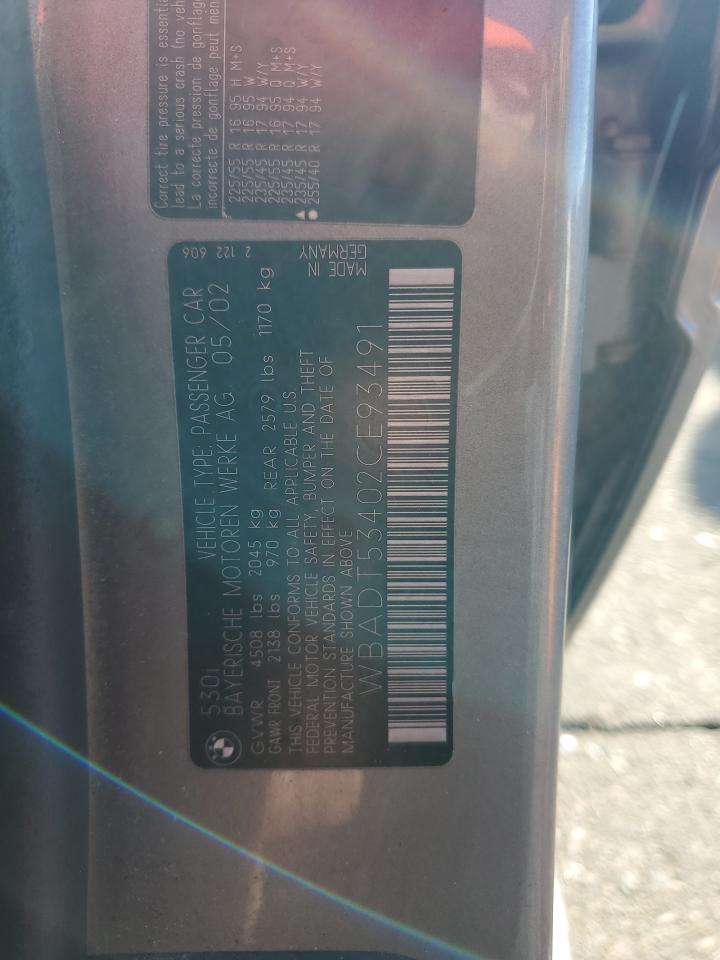 530i VEHICLE TYPE: PASSENGER CAR
BAYERISCHE MOTOREN WERKE AG 05/02
GVWR 4508 lbs 2045 kg
GAWR FRONT 2138 lbs 970 kg REAR 2579 lbs 1170 kg
THIS VEHICLE CONFORMS TO ALL APPLICABLE US
FEDERAL MOTOR VEHICLE SAFETY, BUMPER AND THEFT
PREVENTION STANDARDS IN EFFECT ON THE DATE OF
MANUFACTURE SHOWN ABOVE
WBADT53402CE93491
2 122 606
MADE IN
GERMANY
Correct tire pressure is essential
lead to a serious crash (no
La correcte pression de gonflage
incorrecte de gonflage peut
225/55 R 16 95 H M+S
225/55 R 16 95 W
235/45 R 17 94 W/Y
225/55 R 16 95 Q M+S
235/45 R 17 94 Q M+S
235/45 R 17 94 W/Y
255/40 R 17 94 W/Y